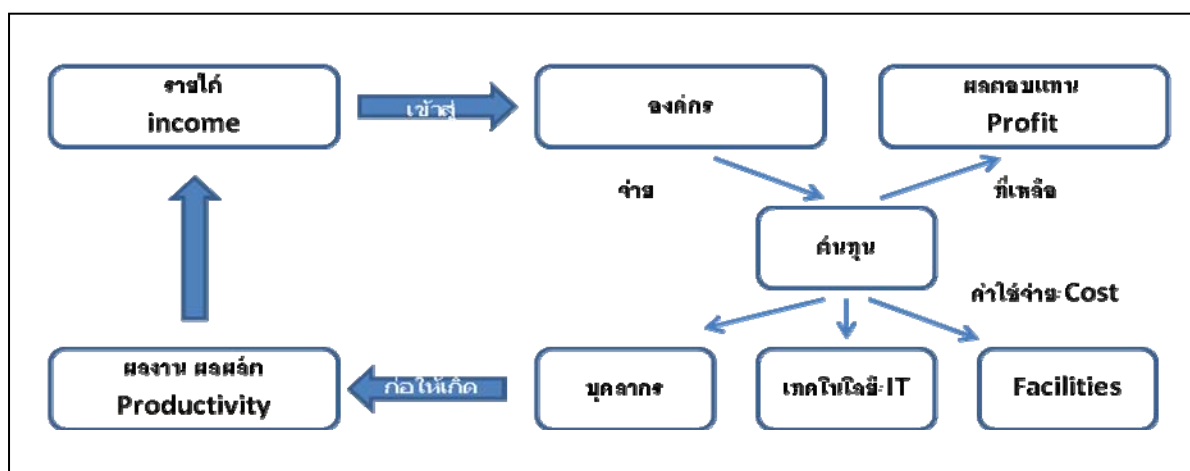 รายได้
income
เข้าสู่
องค์กร
ผลตอบแทน
Profit
จ่าย
ที่เหลือ
ต้นทุน
ค่าใช้จ่าย: Cost
ผลงาน ผลผลิต
Productivity
ก่อให้เกิด
บุคลากร
เทคโนโลยี: IT
Facilities